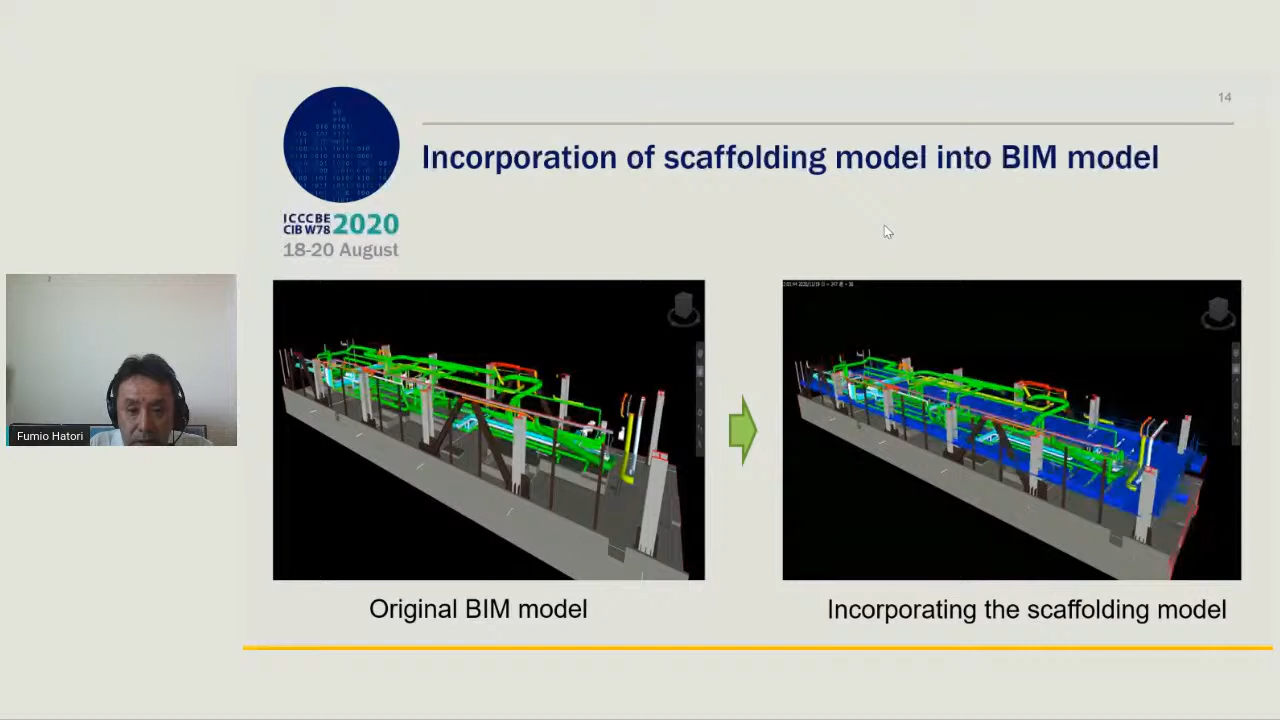 14
Incorporation of scaffolding model into BIM model
ICCCBE
CIB W78 2020
18-20 August
Fumio Hatori
Original BIM model
Incorporating the scaffolding model